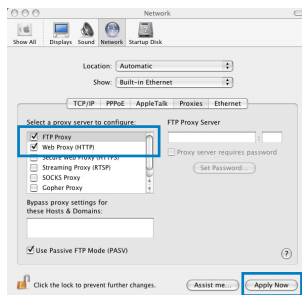 Network
Show All Displays Sound Network Startup Disk
Location: Automatic
Show: Built-in Ethernet
TCP/IP PPPoE AppleTalk Proxies Ethernet
Select a proxy server to configure:
FTP Proxy Server
FTP Proxy
Web Proxy (HTTP)
Secure Web Proxy (HTTPS)
Streaming Proxy (RTSP)
SOCKS Proxy
Gopher Proxy
:
Proxy server requires password
Set Password...
Bypass proxy settings for
these Hosts & Domains:
Use Passive FTP Mode (PASV)
?
Click the lock to prevent further changes.
Assist me... Apply Now